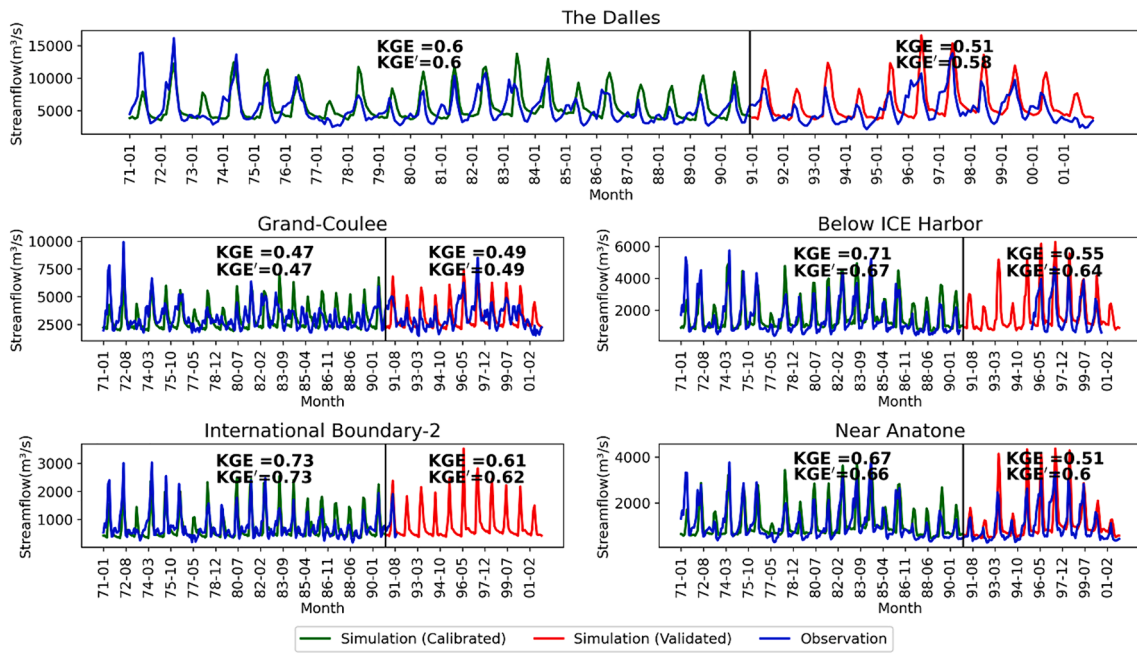 The Dalles
Streamflow(m³/s)
15000
10000
5000
KGE =0.6
KGE′=0.6
KGE =0.51
KGE′=0.58
71-01 72-01 73-01 74-01 75-01 76-01 77-01 78-01 79-01 80-01 81-01 82-01 83-01 84-01 85-01 86-01 87-01 88-01 89-01 90-01 91-01 92-01 93-01 94-01 95-01 96-01 97-01 98-01 99-01 00-01 01-01
Month
Grand-Coulee
Streamflow(m³/s)
10000
7500
5000
2500
KGE =0.47
KGE′=0.47
KGE =0.49
KGE′=0.49
71-01 72-08 74-03 75-10 77-05 78-12 80-07 82-02 83-09 85-04 86-11 88-06 90-01 91-08 93-03 94-10 96-05 97-12 99-07 01-02
Month
Below ICE Harbor
Streamflow(m³/s)
6000
4000
2000
KGE =0.71
KGE′=0.67
KGE =0.55
KGE′=0.64
71-01 72-08 74-03 75-10 77-05 78-12 80-07 82-02 83-09 85-04 86-11 88-06 90-01 91-08 93-03 94-10 96-05 97-12 99-07 01-02
Month
International Boundary-2
Streamflow(m³/s)
3000
2000
1000
KGE =0.73
KGE′=0.73
KGE =0.61
KGE′=0.62
71-01 72-08 74-03 75-10 77-05 78-12 80-07 82-02 83-09 85-04 86-11 88-06 90-01 91-08 93-03 94-10 96-05 97-12 99-07 01-02
Month
Near Anatone
Streamflow(m³/s)
4000
2000
KGE =0.67
KGE′=0.66
KGE =0.51
KGE′=0.6
71-01 72-08 74-03 75-10 77-05 78-12 80-07 82-02 83-09 85-04 86-11 88-06 90-01 91-08 93-03 94-10 96-05 97-12 99-07 01-02
Month
Simulation (Calibrated) Simulation (Validated) Observation